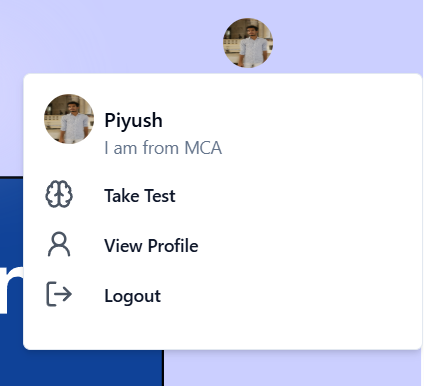 Piyush
I am from MCA
Take Test
View Profile
Logout